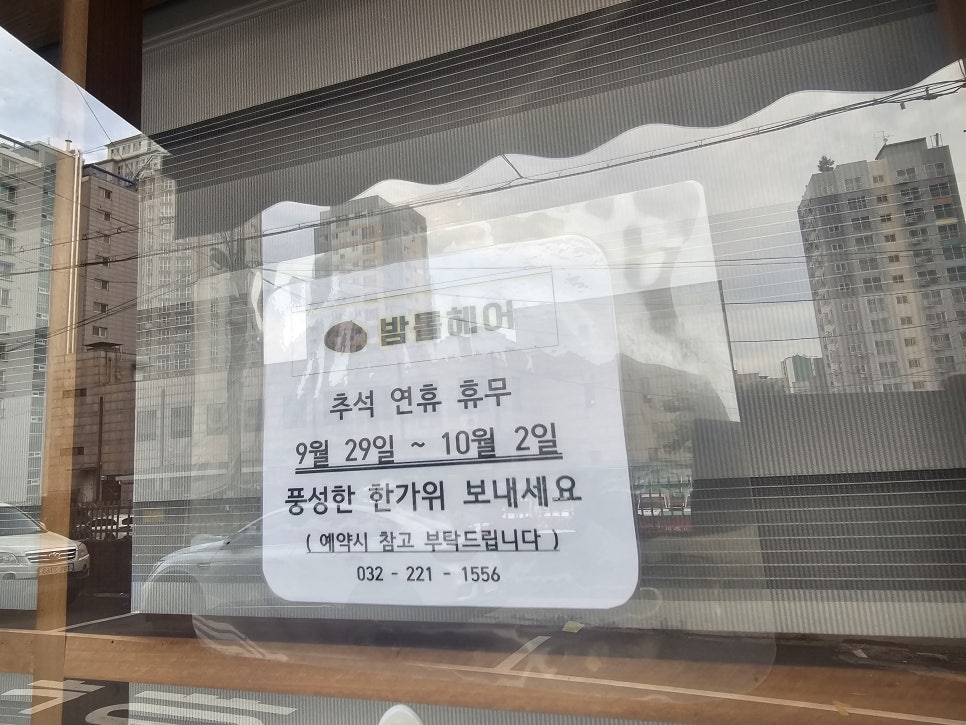 밤톨헤어
추석 연휴 휴무
9월 29일 ~ 10월 2일
풍성한 한가위 보내세요
( 예약시 참고 부탁드립니다 )
032 - 221 - 1556